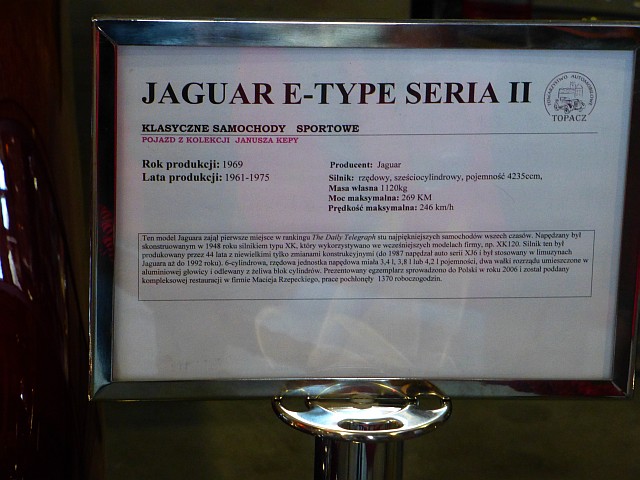 JAGUAR E-TYPE SERIA II
TOWARZYSTWO AUTOMOBILOWE
TOPACZ
KLASYCZNE SAMOCHODY SPORTOWE
POJAZD Z KOLEKCJI JANUSZA KEPY
Rok produkcji: 1969
Lata produkcji: 1961-1975
Producent: Jaguar
Silnik: rzędowy, sześciocylindrowy, pojemność 4235ccm,
Masa własna 1120kg
Moc maksymalna: 269 KM
Prędkość maksymalna: 246 km/h
Ten model Jaguara zajął pierwsze miejsce w rankingu The Daily Telegraph stu najpiękniejszych samochodów wszech czasów. Napędzany był
skonstruowanym w 1948 roku silnikiem typu XK, który wykorzystywano we wcześniejszych modelach firmy, np. XK120. Silnik ten był
produkowany przez 44 lata z niewielkimi tylko zmianami konstrukcyjnymi (do 1987 napędzał auto serii XJ6 i był stosowany w limuzynach
Jaguara aż do 1992 roku). 6-cylindrowa, rzędowa jednostka napędowa miała 3,4 l, 3,8 l lub 4,2 l pojemności, dwa wałki rozrządu umieszczone w
aluminiowej głowicy i odlewany z żeliwa blok cylindrów. Prezentowany egzemplarz sprowadzono do Polski w roku 2006 i został poddany
kompleksowej restauracji w firmie Macieja Rzepeckiego, prace pochłonęły 1370 roboczogodzin.